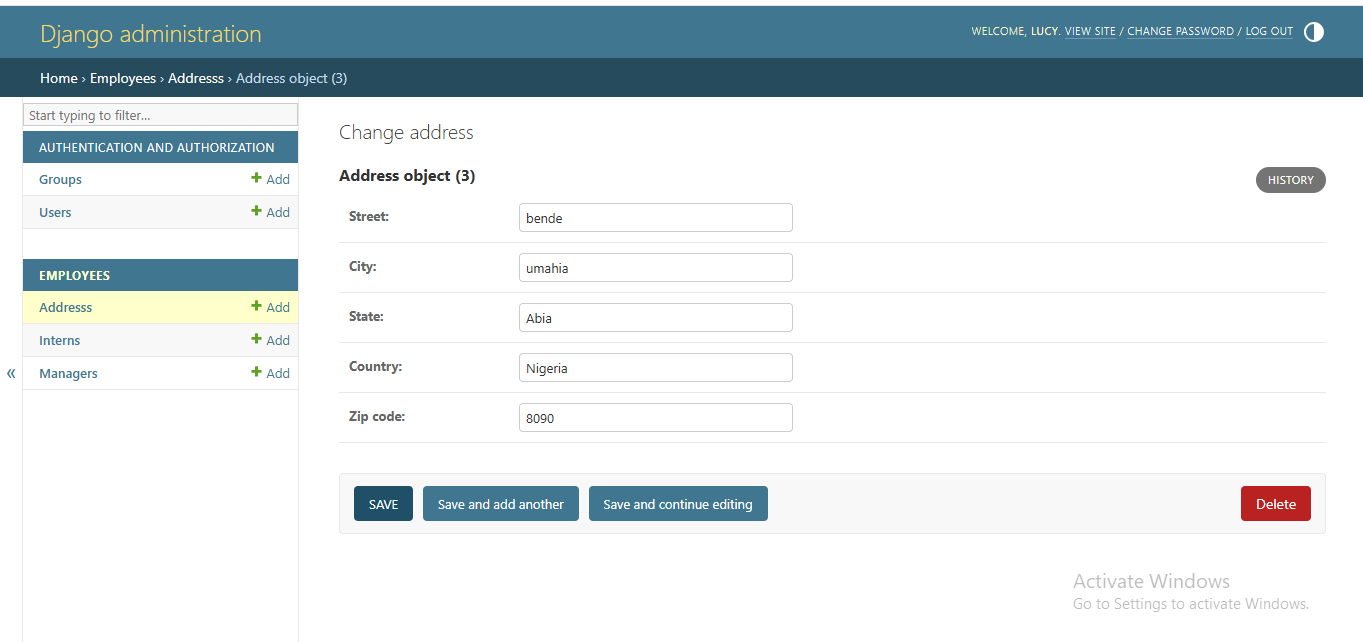 Django administration
WELCOME, LUCY. VIEW SITE / CHANGE PASSWORD / LOG OUT
Home › Employees › Addresss › Address object (3)
Start typing to filter...
AUTHENTICATION AND AUTHORIZATION
Groups + Add
Users + Add
EMPLOYEES
Addresss + Add
Interns + Add
Managers + Add
«
Change address
Address object (3)
HISTORY
Street: bende
City: umahia
State: Abia
Country: Nigeria
Zip code: 8090
SAVE Save and add another Save and continue editing Delete
Activate Windows
Go to Settings to activate Windows.